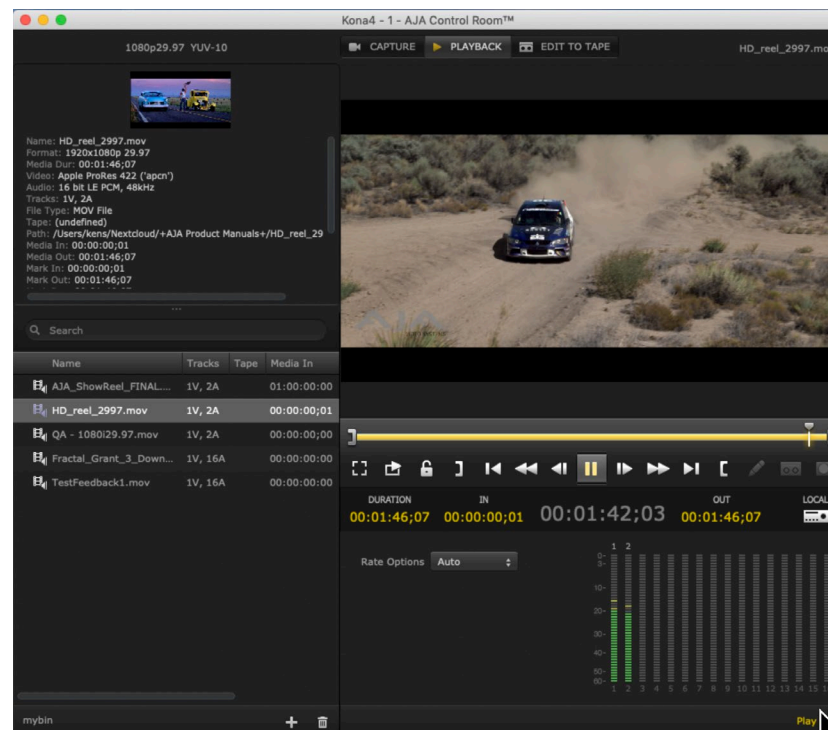 Kona4 - 1 - AJA Control Room™
1080p29.97 YUV-10
CAPTURE
PLAYBACK
EDIT TO TAPE
HD_reel_2997.mo
Name: HD_reel_2997.mov
Format: 1920x1080p 29.97
Media Dur: 00:01:46;07
Video: Apple ProRes 422 ('apcn')
Audio: 16 bit LE PCM, 48kHz
Tracks: 1V, 2A
File Type: MOV File
Tape: (undefined)
Path: /Users/kens/Nextcloud/+AJA Product Manuals+/HD_reel_29
Media In: 00:00:00;01
Media Out: 00:01:46;07
Mark In: 00:00:00;01
Mark Out: 00:01:46;07
Search
Name Tracks Tape Media In
AJA_ShowReel_FINAL.... 1V, 2A 01:00:00:00
HD_reel_2997.mov 1V, 2A 00:00:00;01
QA - 1080i29.97.mov 1V, 2A 00:00:00;00
Fractal_Grant_3_Down... 1V, 16A 00:00:00:00
TestFeedback1.mov 1V, 16A 00:00:00:00
mybin
AJA
DURATION IN OUT LOCAL
00:01:46;07 00:00:00;01 00:01:42;03 00:01:46;07
Rate Options Auto
1 2
0-
3-
10-
20-
30-
40-
50-
60-
1 2 3 4 5 6 7 8 9 10 11 12 13 14 15
Play